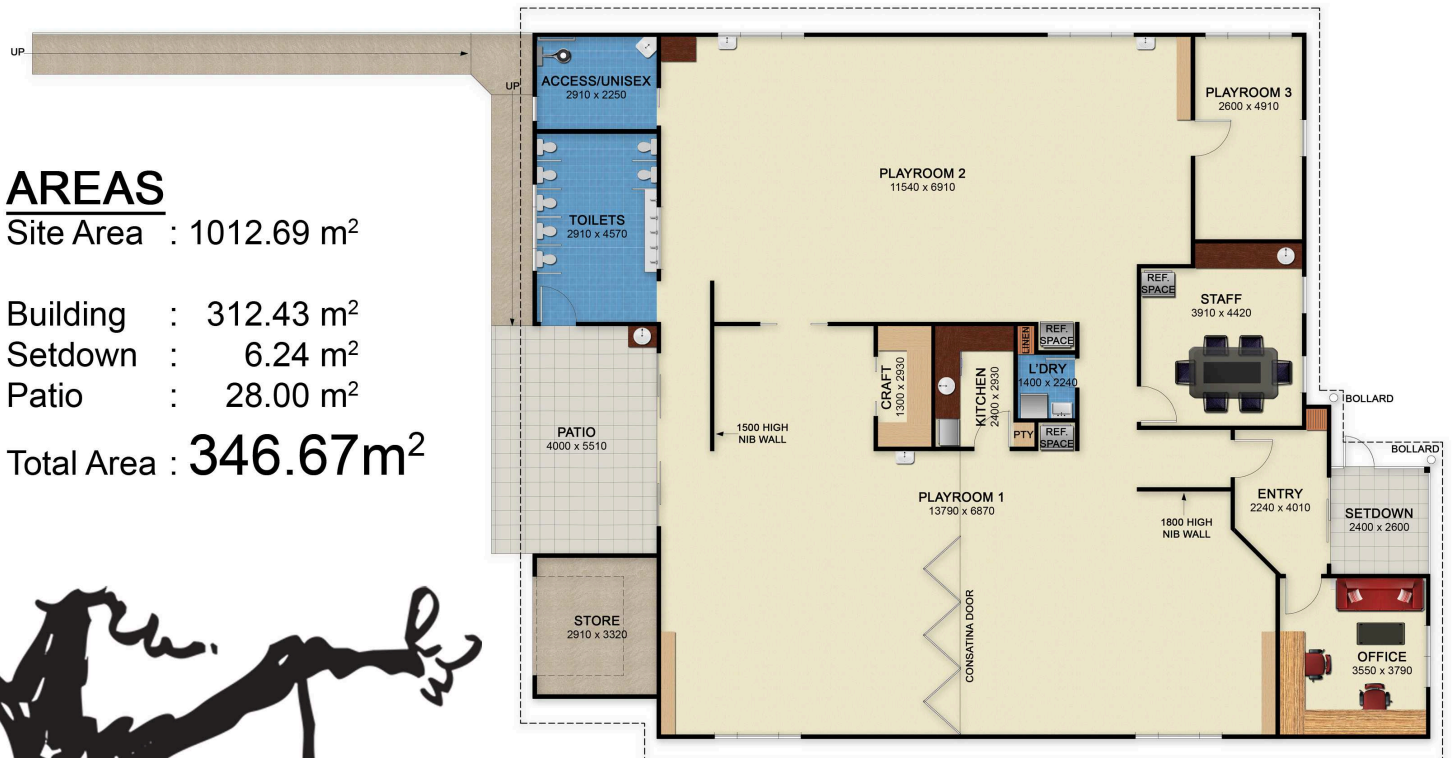 AREAS
Site Area : 1012.69 m²
Building : 312.43 m²
Setdown : 6.24 m²
Patio : 28.00 m²
Total Area : 346.67m²
UP
UP
ACCESS/UNISEX
2910 x 2250
TOILETS
2910 x 4570
PLAYROOM 2
11540 x 6910
PLAYROOM 3
2600 x 4910
REF.
SPACE
STAFF
3910 x 4420
PATIO
4000 x 5510
1500 HIGH
NIB WALL
CRAFT
1300 x 2930
KITCHEN
2400 x 2930
LINEN
REF.
SPACE
L'DRY
1400 x 2240
PTY
REF.
SPACE
BOLLARD
BOLLARD
PLAYROOM 1
13790 x 6870
1800 HIGH
NIB WALL
ENTRY
2240 x 4010
SETDOWN
2400 x 2600
STORE
2910 x 3320
CONSATINA DOOR
OFFICE
3550 x 3790